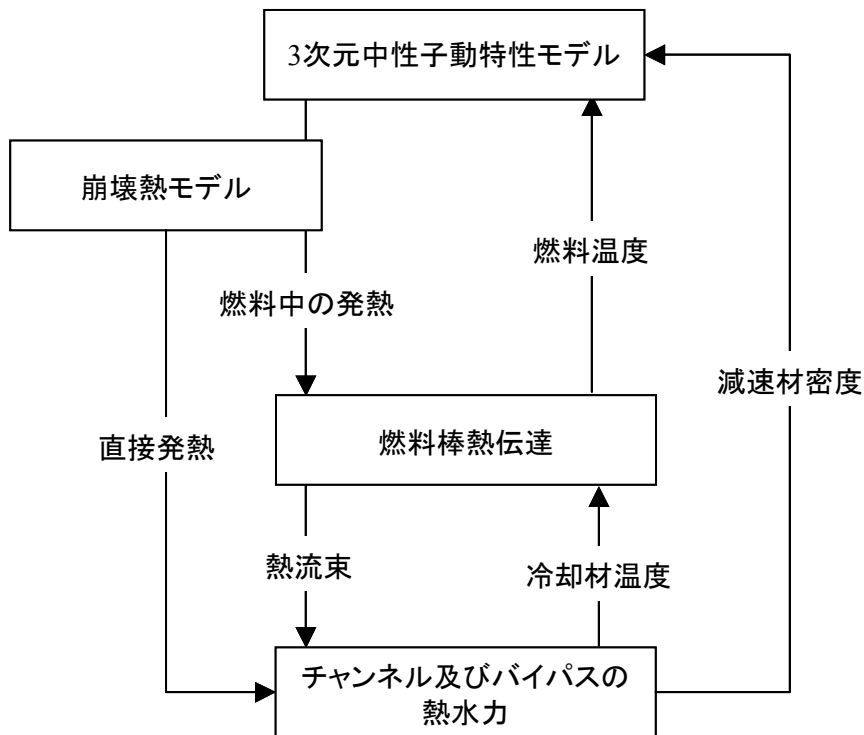 3次元中性子動特性モデル
崩壊熱モデル
燃料温度
燃料中の発熱
減速材密度
燃料棒熱伝達
直接発熱
熱流束
冷却材温度
チャンネル及びバイパスの
熱水力